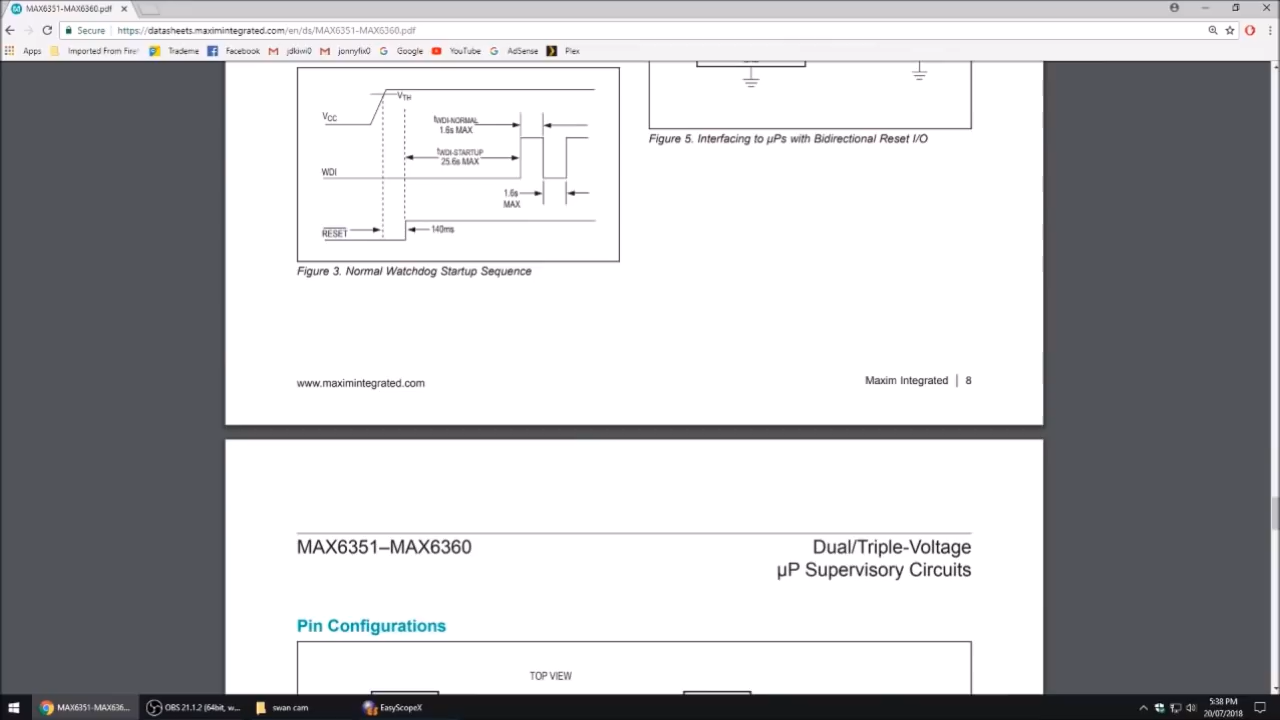 MAX6351-MAX6360.pdf
Secure
https://datasheets.maximintegrated.com/en/ds/MAX6351-MAX6360.pdf
Apps
Imported From Firef
Trademe
Facebook
jdkiwi0
jonnyfix0
Google
YouTube
AdSense
Plex
VTH
VCC
tWDI-NORMAL
1.6s MAX
tWDI-STARTUP
25.6s MAX
WDI
1.6s
MAX
RESET
140ms
Figure 3. Normal Watchdog Startup Sequence
Figure 5. Interfacing to µPs with Bidirectional Reset I/O
www.maximintegrated.com
Maxim Integrated | 8
MAX6351–MAX6360
Dual/Triple-Voltage
µP Supervisory Circuits
Pin Configurations
TOP VIEW
MAX6351-MAX636...
OBS 21.1.2 (64bit, w...
swan cam
EasyScopeX
5:38 PM
20/07/2018